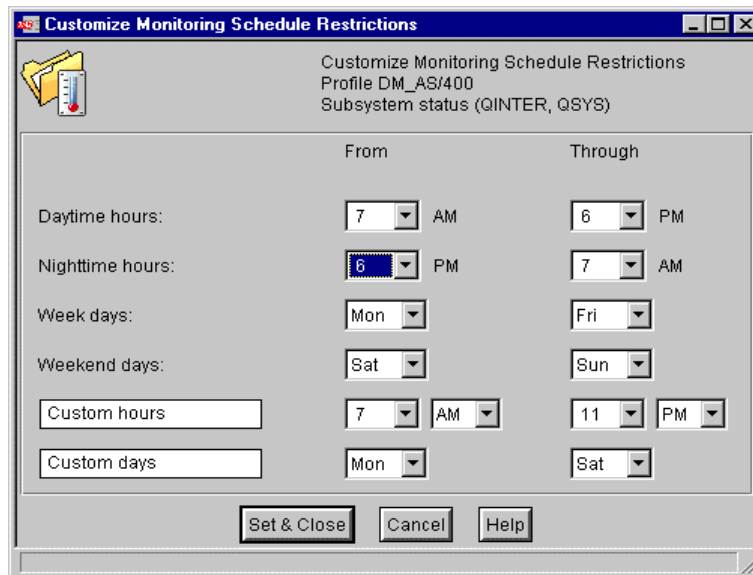 Customize Monitoring Schedule Restrictions
Customize Monitoring Schedule Restrictions
Profile DM_AS/400
Subsystem status (QINTER, QSYS)
From Through
Daytime hours: 7 AM 6 PM
Nighttime hours: 6 PM 7 AM
Week days: Mon Fri
Weekend days: Sat Sun
Custom hours 7 AM 11 PM
Custom days Mon Sat
Set & Close Cancel Help